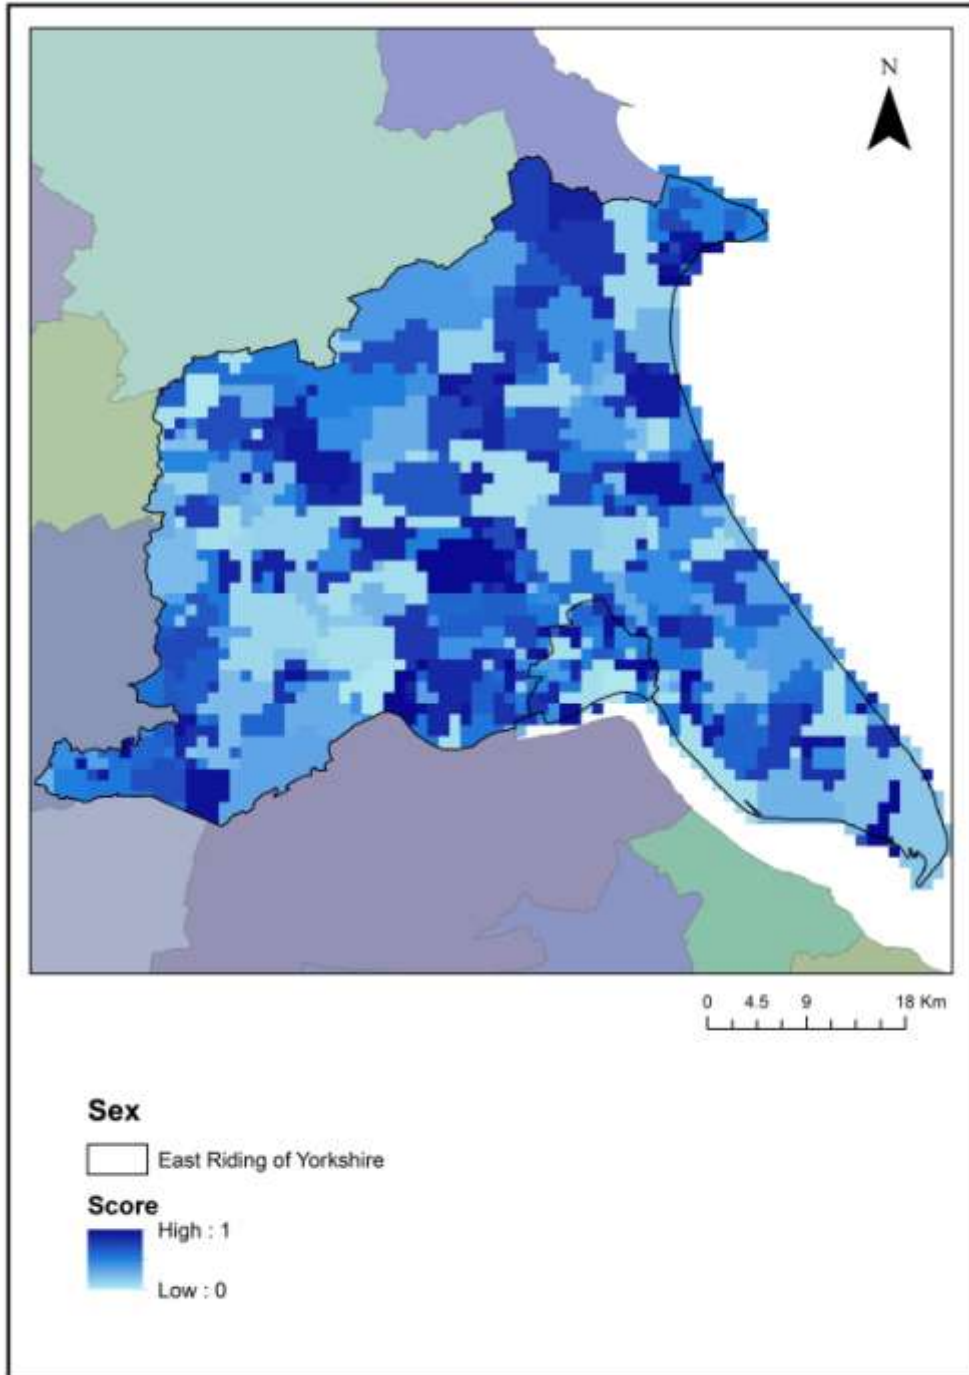 N
0 4.5 9 18 Km
Sex
East Riding of Yorkshire
Score
High : 1
Low : 0